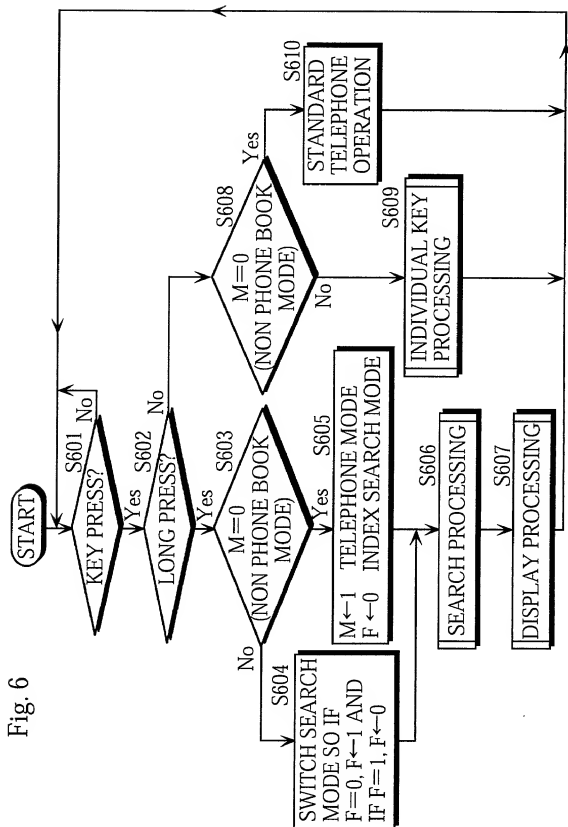 Fig. 6
START
S601
KEY PRESS?
No
Yes
S602
LONG PRESS?
No
Yes
S603
M=0
(NON PHONE BOOK
MODE)
No
Yes
S604
SWITCH SEARCH
MODE SO IF
F=0, F←1 AND
IF F=1, F←0
S605
M←1 TELEPHONE MODE
F←0 INDEX SEARCH MODE
S606
SEARCH PROCESSING
S607
DISPLAY PROCESSING
S608
M=0
(NON PHONE BOOK
MODE)
Yes
No
S609
INDIVIDUAL KEY
PROCESSING
S610
STANDARD
TELEPHONE
OPERATION